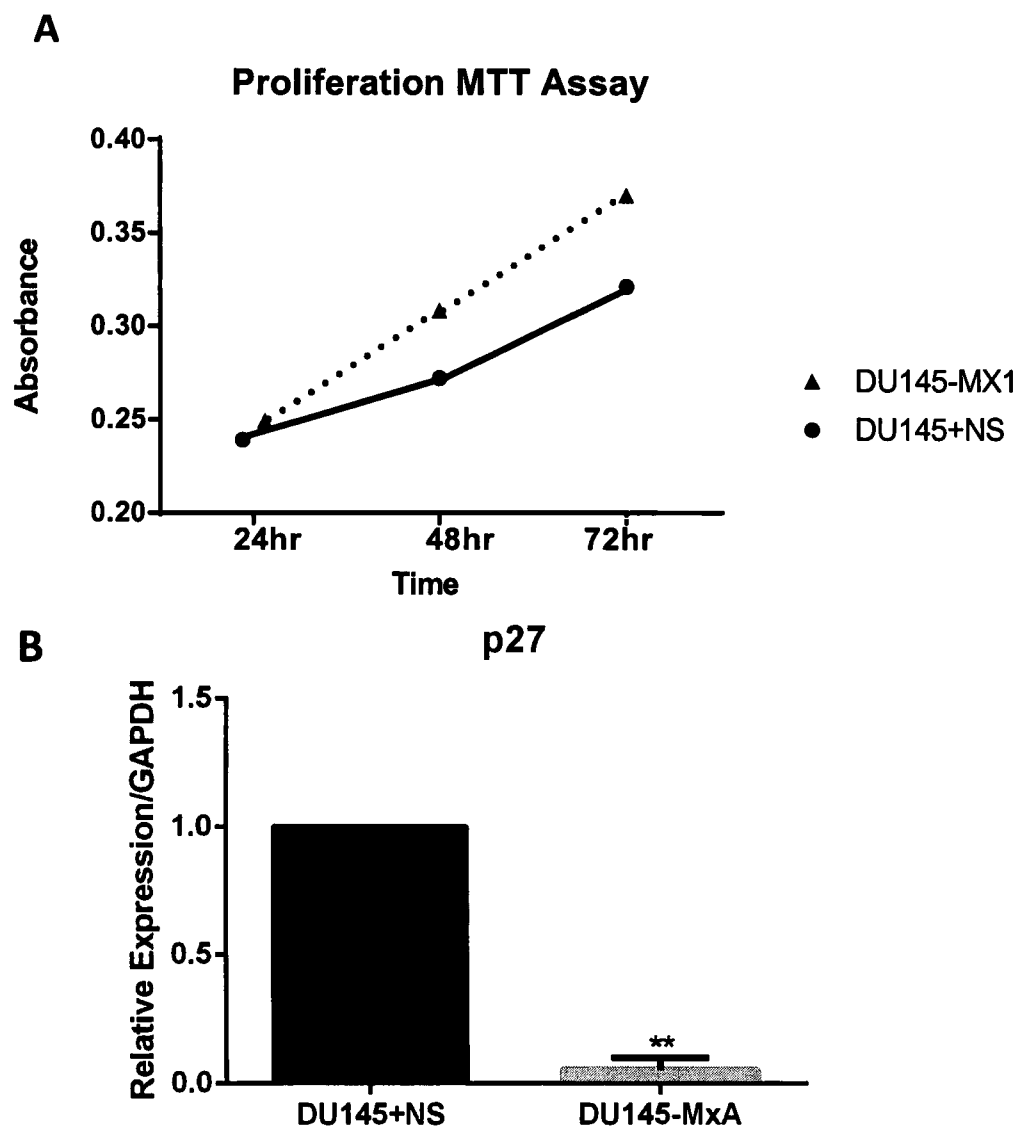 A
Proliferation MTT Assay
0.40
0.35
0.30
0.25
0.20
Absorbance
24hr 48hr 72hr
Time
DU145-MX1
DU145+NS
B
p27
Relative Expression/GAPDH
1.5
1.0
0.5
0.0
**
DU145+NS DU145-MxA